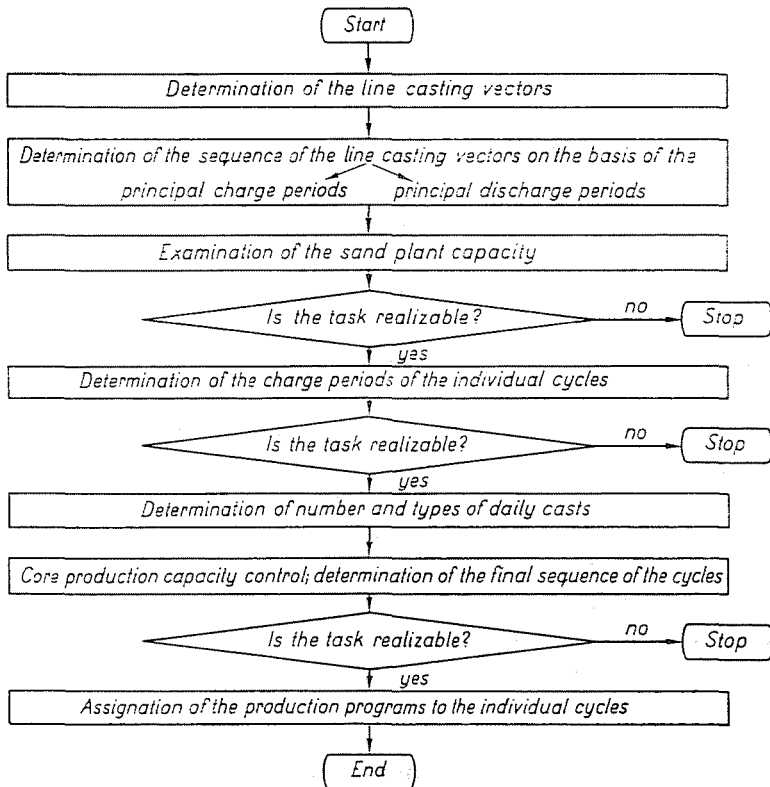 Start
Determination of the line casting vectors
Determination of the sequence of the line casting vectors on the basis of the
principal charge periods principal discharge periods
Examination of the sand plant capacity
Is the task realizable?
no
Stop
yes
Determination of the charge periods of the individual cycles
Is the task realizable?
no
Stop
yes
Determination of number and types of daily casts
Core production capacity control; determination of the final sequence of the cycles
Is the task realizable?
no
Stop
yes
Assignation of the production programs to the individual cycles
End